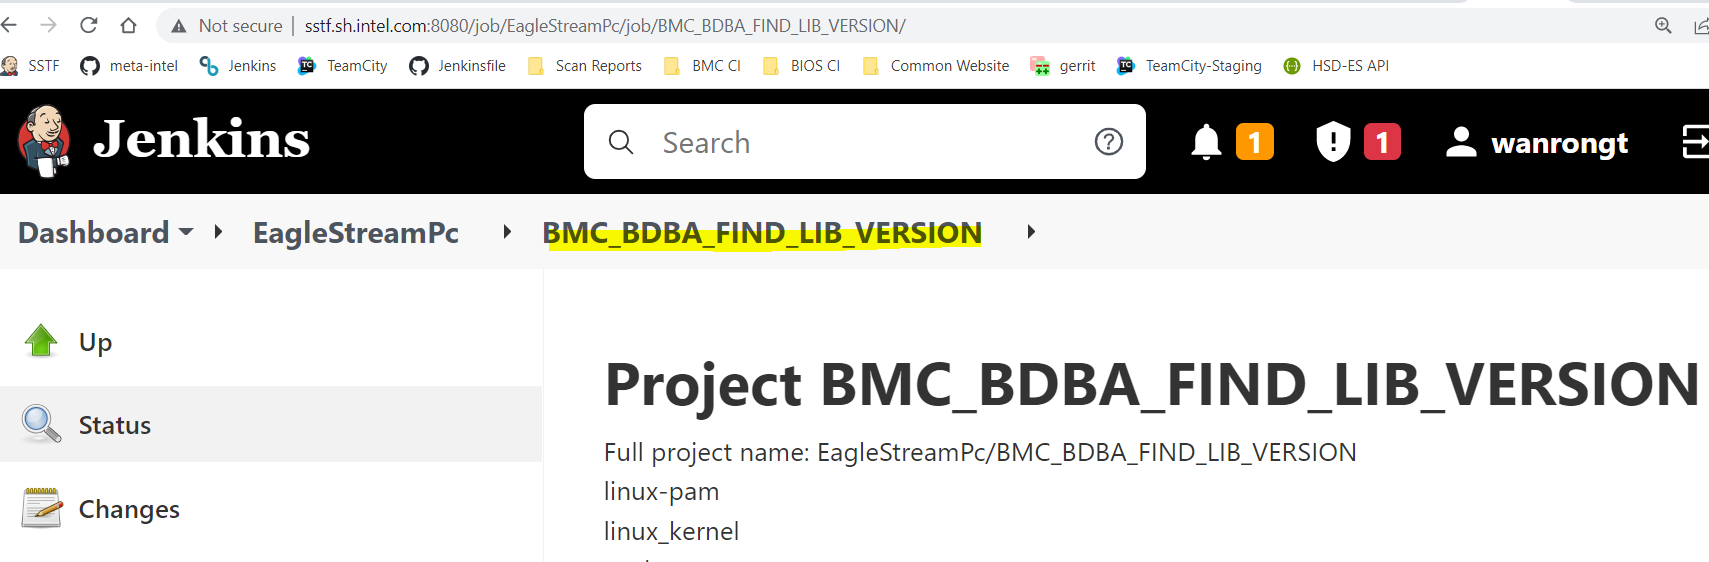 Not secure | sstf.sh.intel.com:8080/job/EagleStreamPc/job/BMC_BDBA_FIND_LIB_VERSION/
SSTF meta-intel Jenkins TeamCity Jenkinsfile Scan Reports BMC CI BIOS CI Common Website gerrit TeamCity-Staging HSD-ES API
Jenkins Search 1 1 wanrongt
Dashboard EagleStreamPc BMC_BDBA_FIND_LIB_VERSION
Up
Status
Changes
Project BMC_BDBA_FIND_LIB_VERSION
Full project name: EagleStreamPc/BMC_BDBA_FIND_LIB_VERSION
linux-pam
linux_kernel